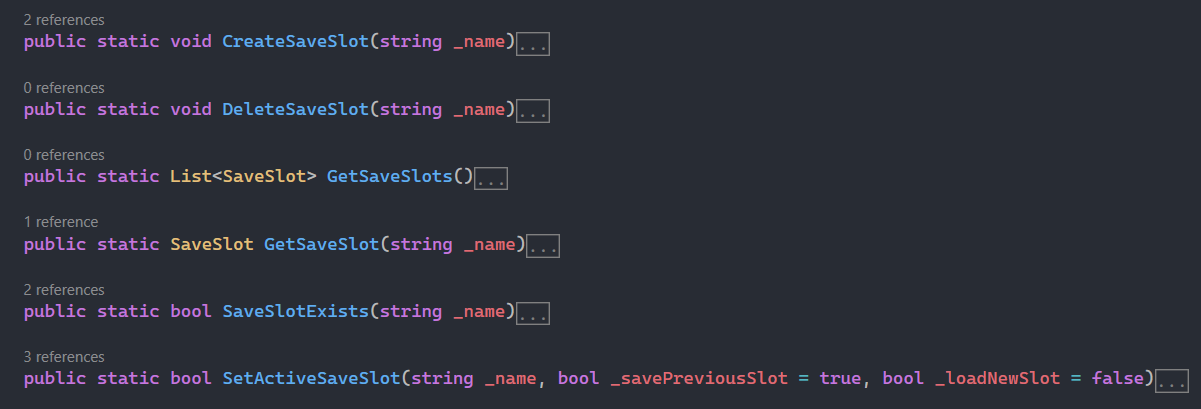 2 references
public static void CreateSaveSlot(string _name)...
0 references
public static void DeleteSaveSlot(string _name)...
0 references
public static List<SaveSlot> GetSaveSlots()...
1 reference
public static SaveSlot GetSaveSlot(string _name)...
2 references
public static bool SaveSlotExists(string _name)...
3 references
public static bool SetActiveSaveSlot(string _name, bool _savePreviousSlot = true, bool _loadNewSlot = false)...